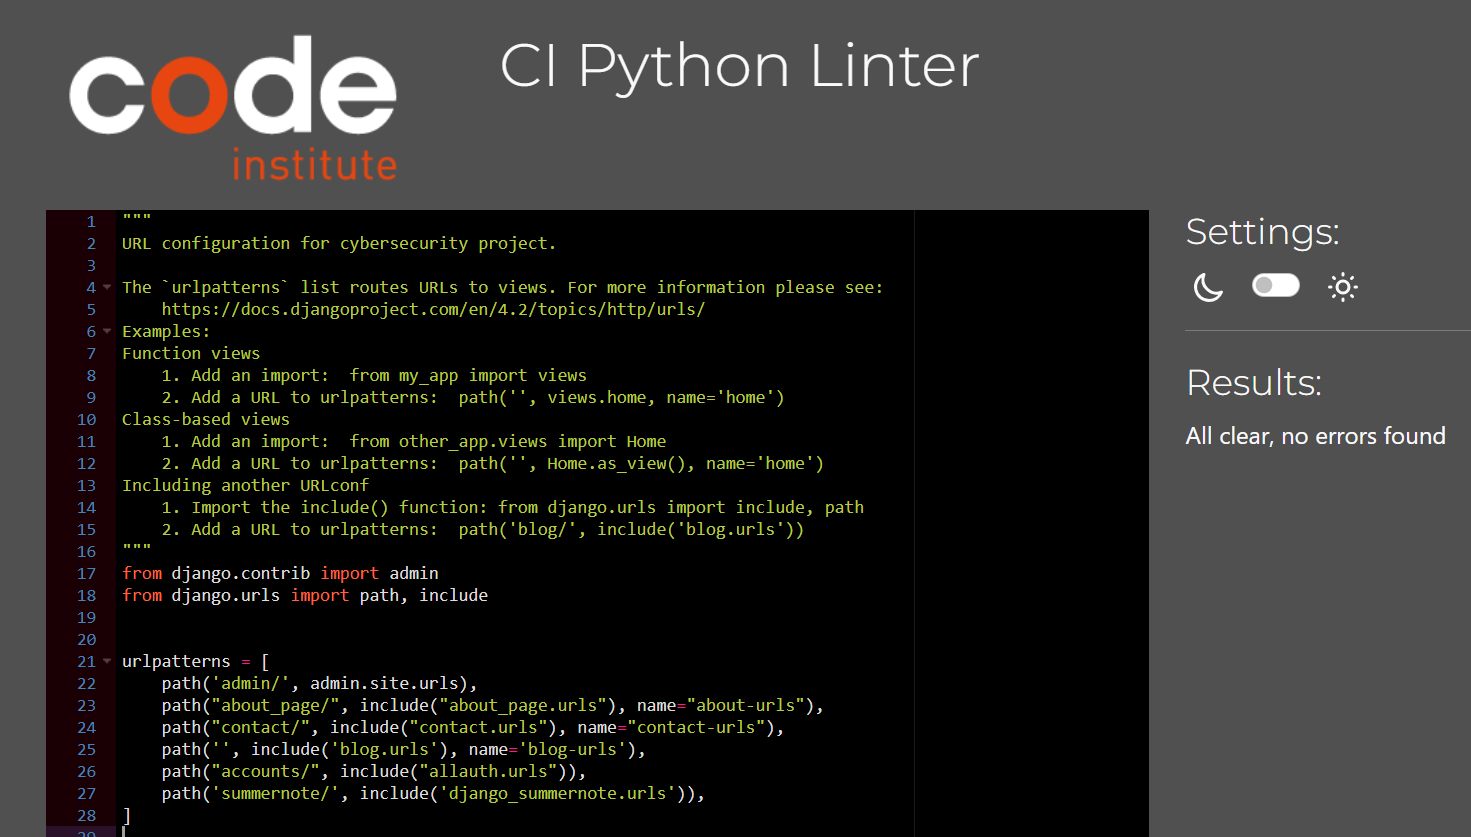 code
institute
CI Python Linter
1 """
2 URL configuration for cybersecurity project.
3
4 The `urlpatterns` list routes URLs to views. For more information please see:
5     https://docs.djangoproject.com/en/4.2/topics/http/urls/
6 Examples:
7 Function views
8     1. Add an import:  from my_app import views
9     2. Add a URL to urlpatterns:  path('', views.home, name='home')
10 Class-based views
11     1. Add an import:  from other_app.views import Home
12     2. Add a URL to urlpatterns:  path('', Home.as_view(), name='home')
13 Including another URLconf
14     1. Import the include() function: from django.urls import include, path
15     2. Add a URL to urlpatterns:  path('blog/', include('blog.urls'))
16 """
17 from django.contrib import admin
18 from django.urls import path, include
19
20
21 urlpatterns = [
22     path('admin/', admin.site.urls),
23     path("about_page/", include("about_page.urls"), name="about-urls"),
24     path("contact/", include("contact.urls"), name="contact-urls"),
25     path('', include('blog.urls'), name='blog-urls'),
26     path("accounts/", include("allauth.urls")),
27     path('summernote/', include('django_summernote.urls')),
28 ]
29
Settings:
Results:
All clear, no errors found